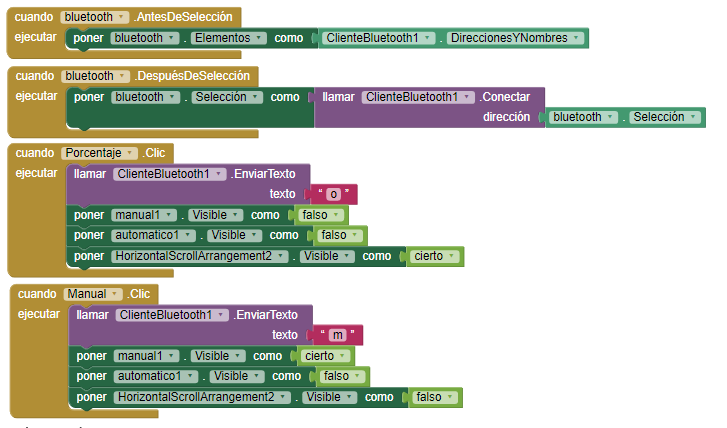 cuando bluetooth .AntesDeSelección
ejecutar poner bluetooth . Elementos como ClienteBluetooth1 . DireccionesYNombres
cuando bluetooth .DespuésDeSelección
ejecutar poner bluetooth . Selección como llamar ClienteBluetooth1 .Conectar
dirección bluetooth . Selección
cuando Porcentaje .Clic
ejecutar llamar ClienteBluetooth1 .EnviarTexto
texto " o "
poner manual1 . Visible como falso
poner automatico1 . Visible como falso
poner HorizontalScrollArrangement2 . Visible como cierto
cuando Manual .Clic
ejecutar llamar ClienteBluetooth1 .EnviarTexto
texto " m "
poner manual1 . Visible como cierto
poner automatico1 . Visible como falso
poner HorizontalScrollArrangement2 . Visible como falso